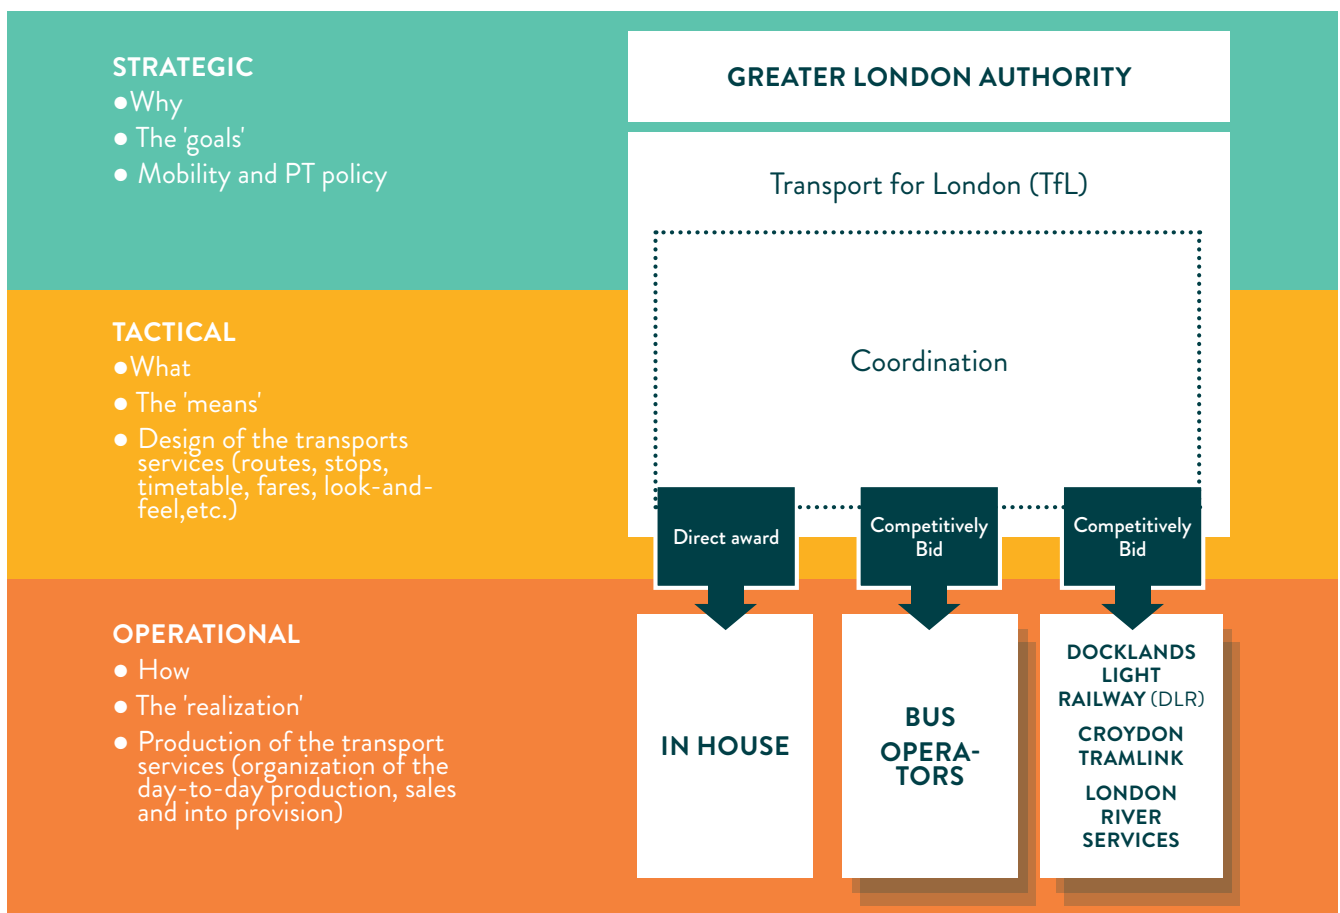 STRATEGIC
●Why
● The 'goals'
● Mobility and PT policy
GREATER LONDON AUTHORITY
Transport for London (TfL)
Coordination
TACTICAL
●What
● The 'means'
● Design of the transports
services (routes, stops,
timetable, fares, look-and-
feel,etc.)
Direct award
Competitively
Bid
Competitively
Bid
OPERATIONAL
● How
● The 'realization'
● Production of the transport
services (organization of the
day-to-day production, sales
and into provision)
IN HOUSE
BUS
OPERA-
TORS
DOCKLANDS
LIGHT
RAILWAY (DLR)
CROYDON
TRAMLINK
LONDON
RIVER
SERVICES